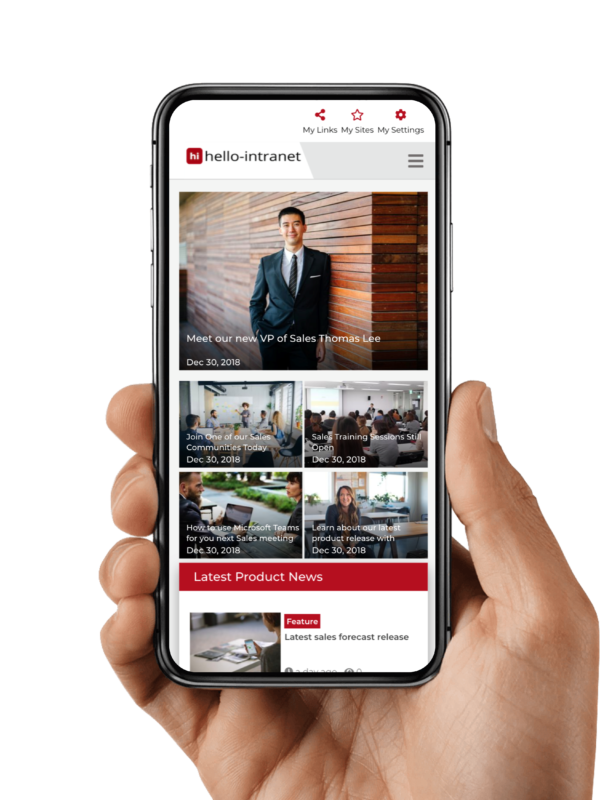 My Links My Sites My Settings
hi hello-intranet
Meet our new VP of Sales Thomas Lee
Dec 30, 2018
Join One of our Sales
Communities Today
Dec 30, 2018
Sales Training Sessions Still
Open
Dec 30, 2018
How to use Microsoft Teams
for you next Sales meeting
Dec 30, 2018
Learn about our latest
product release with
Dec 30, 2018
Latest Product News
Feature
Latest sales forecast release
a day ago 0